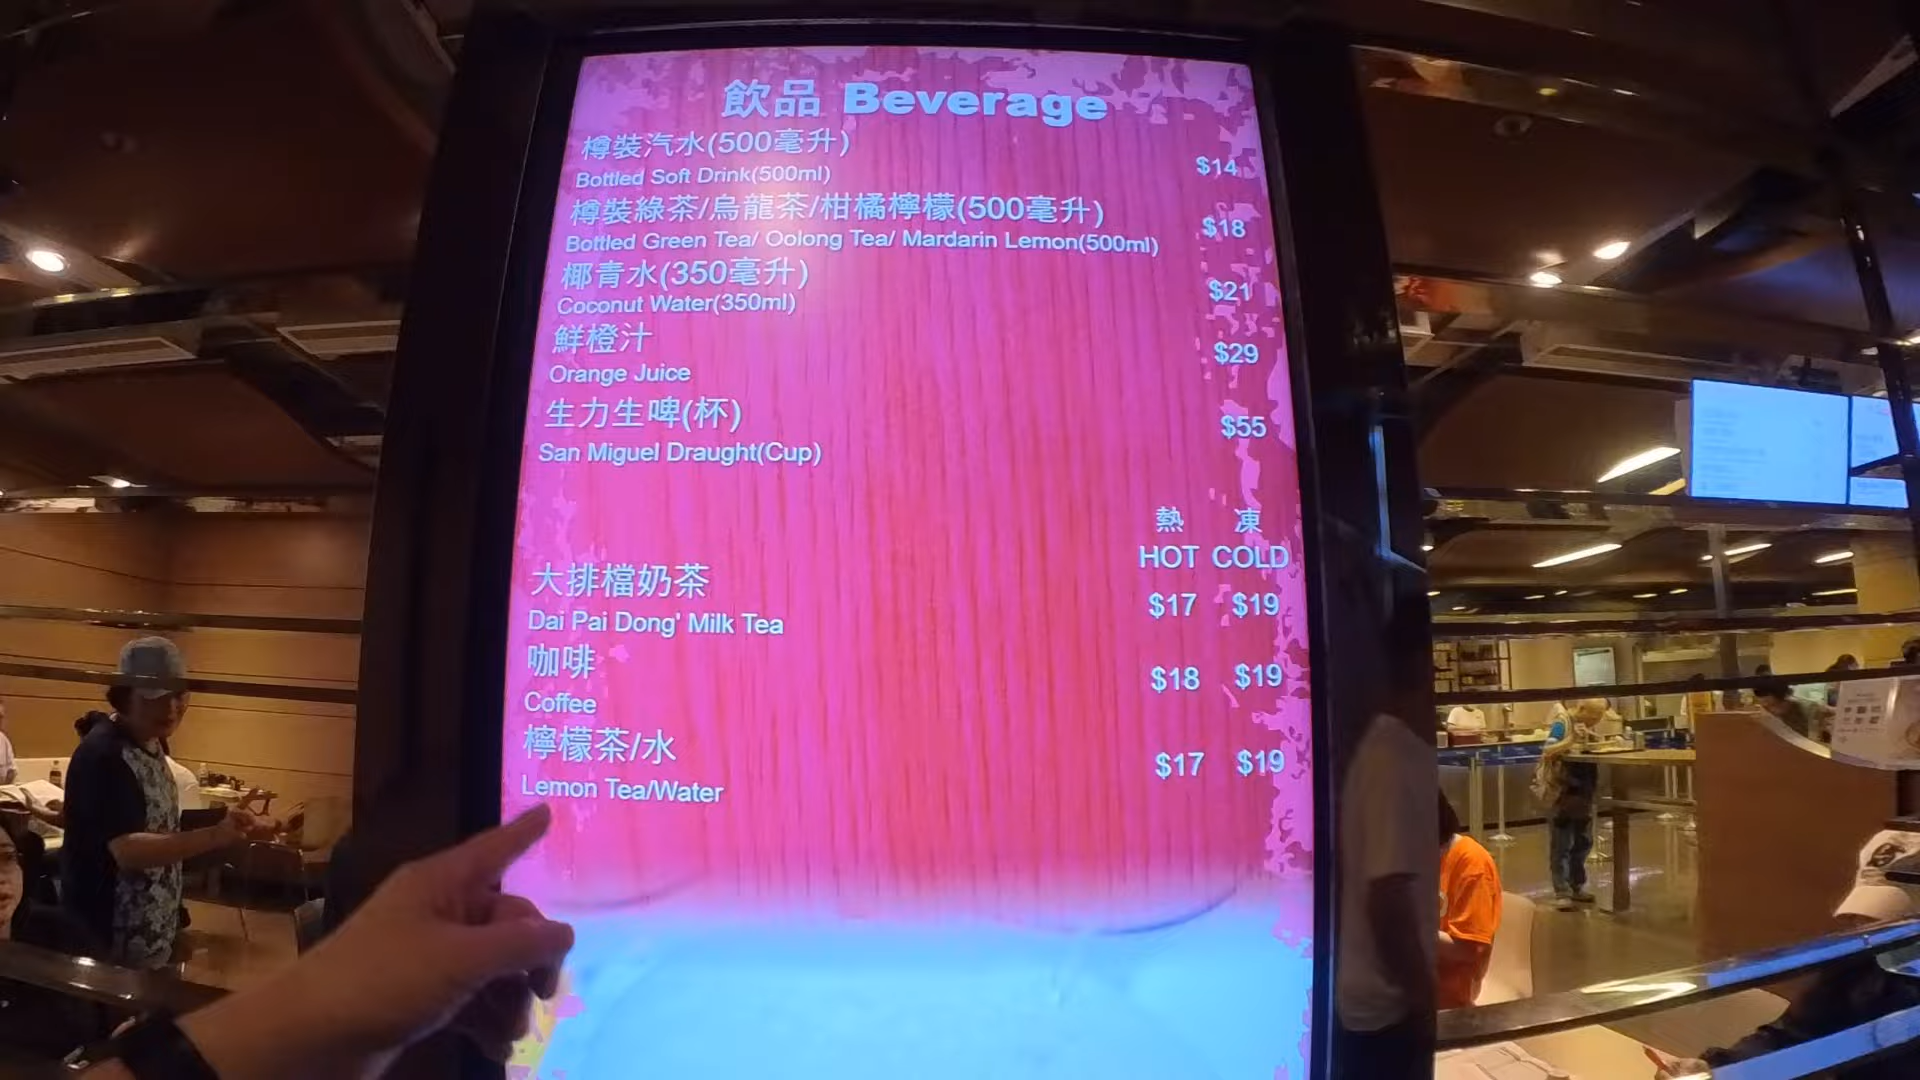 飲品 Beverage
樽裝汽水(500毫升)
$14
Bottled Soft Drink(500ml)
樽裝綠茶/烏龍茶/柑橘檸檬(500毫升)
$18
Bottled Green Tea/ Oolong Tea/ Mardarin Lemon(500ml)
椰青水(350毫升)
$21
Coconut Water(350ml)
鮮橙汁
$29
Orange Juice
生力生啤(杯)
$55
San Miguel Draught(Cup)
熱 凍
HOT COLD
大排檔奶茶
$17 $19
Dai Pai Dong' Milk Tea
咖啡
$18 $19
Coffee
檸檬茶/水
$17 $19
Lemon Tea/Water